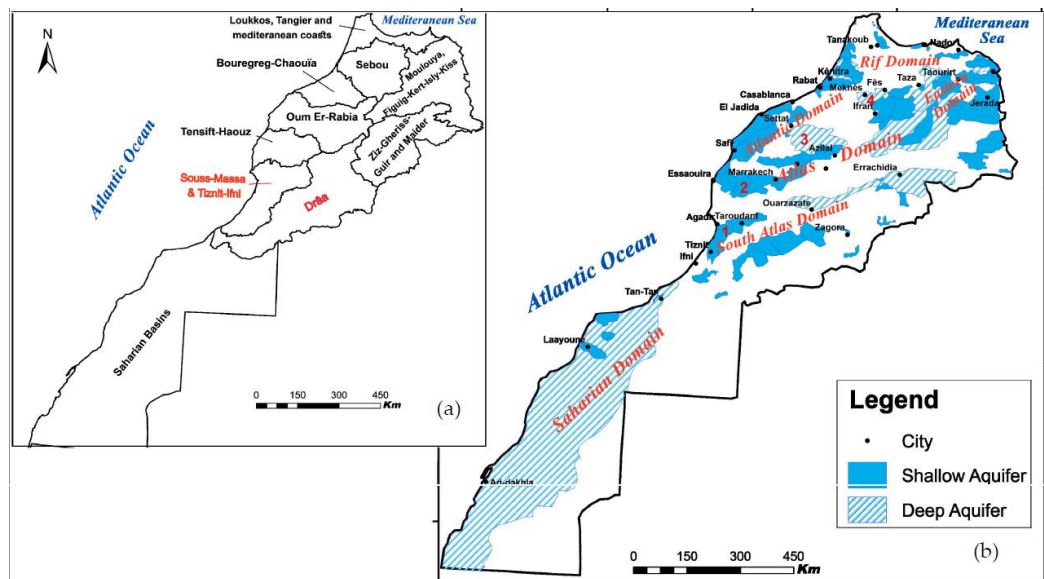 N
Loukkos, Tangier and
mediteranean coasts
Mediteranean Sea
Bouregreg-Chaouïa
Sebou
Moulouya,
Figuig-Kert-Isly-Kiss
Oum Er-Rabia
Tensift-Haouz
Ziz-Gheriss-
Guir and Maider
Souss-Massa
& Tiznit-Ifni
Drâa
Atlantic Ocean
Saharian Basins
0 150 300 450
Km
(a)
Mediteranean
Sea
Tanakoub
Nador
Rif Domain
Kénitra
Rabat
Meknès
Fès
Taza
Taourirt
Casablanca
4
Eastern
Domain
El Jadida
Ifran
Jerada
Settat
Atlantic Domain
3
Safi
Azilal
Domain
Essaouira
Marrakech
Atlas
Errachidia
2
Ouarzazate
Agadir
Taroudant
1
South Atlas Domain
Zagora
Tiznit
Ifni
Atlantic Ocean
Tan-Tan
Laayoune
Saharian Domain
Ad-dakhla
Legend
City
Shallow Aquifer
Deep Aquifer
0 150 300 450
Km
(b)